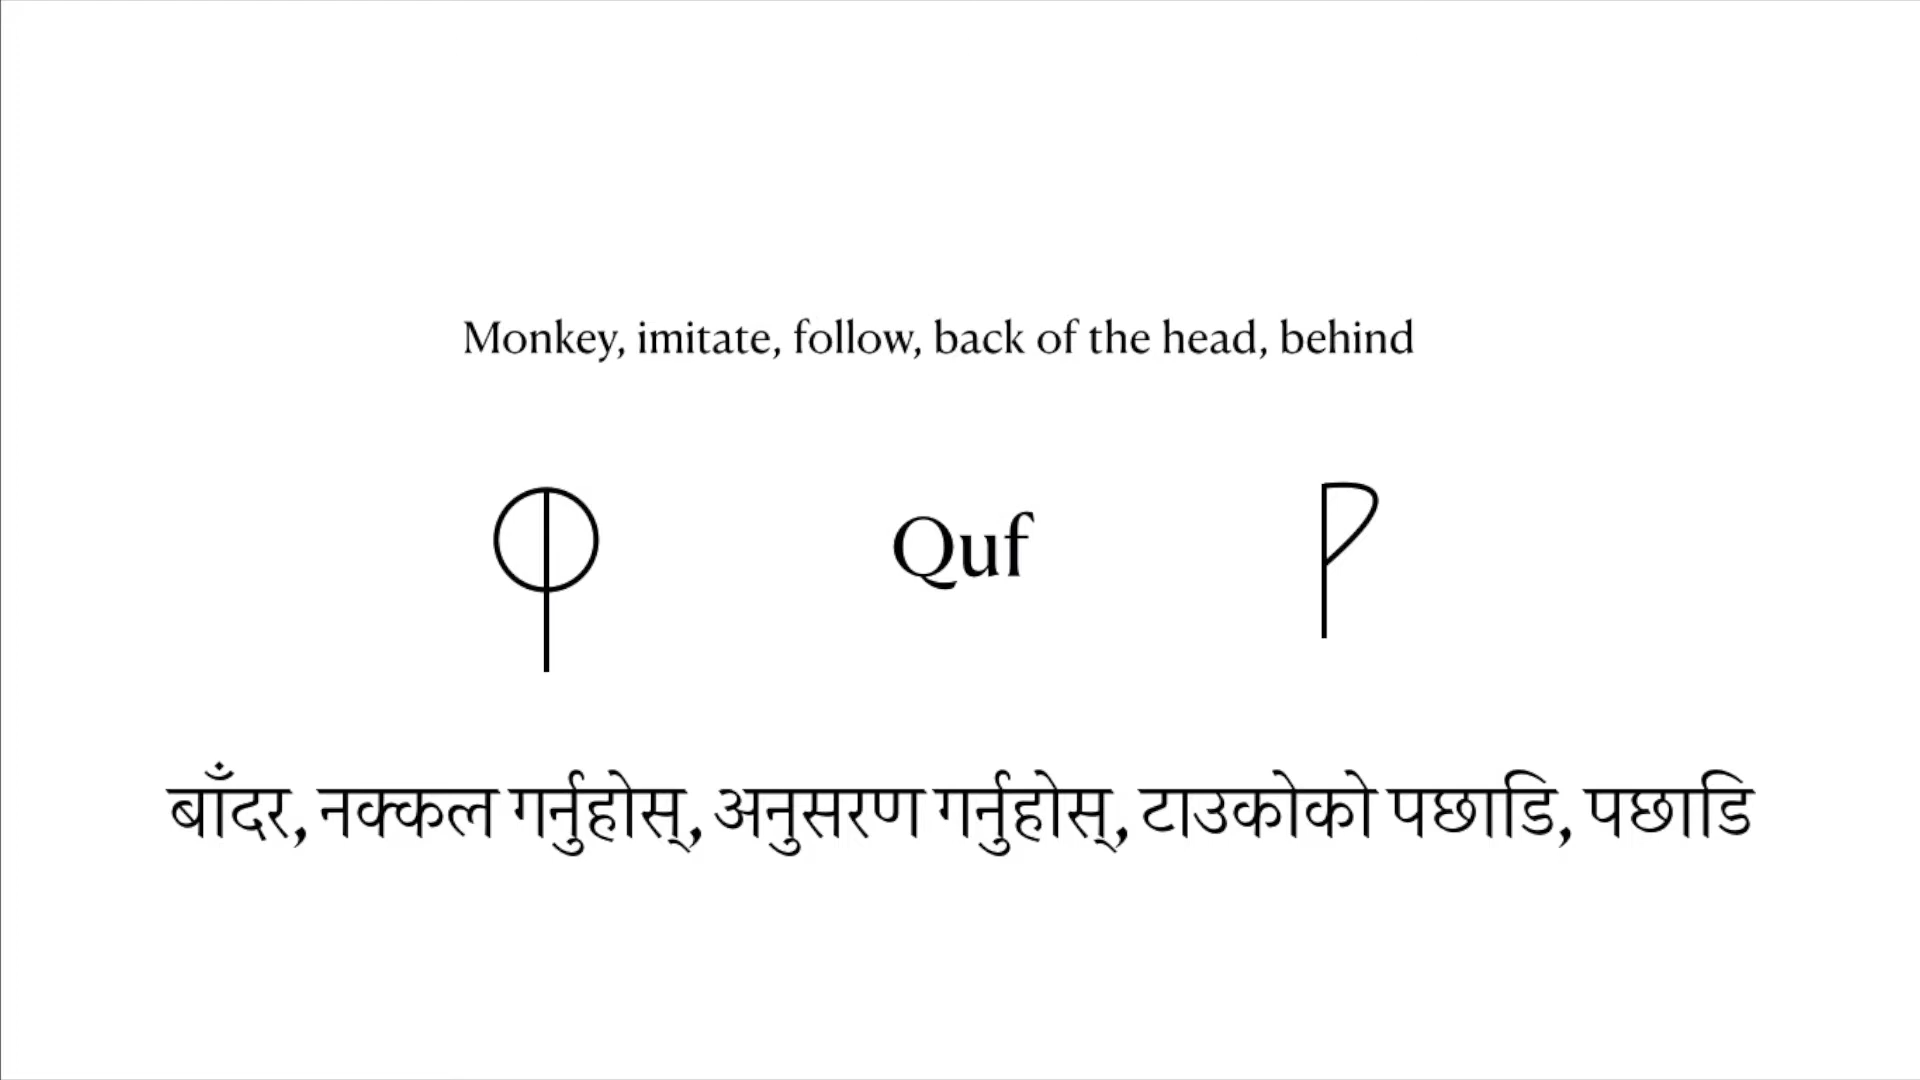 Monkey, imitate, follow, back of the head, behind
𐤒 Quf P
बाँदर, नक्कल गर्नुहोस्, अनुसरण गर्नुहोस्, टाउकोको पछाडि, पछाडि